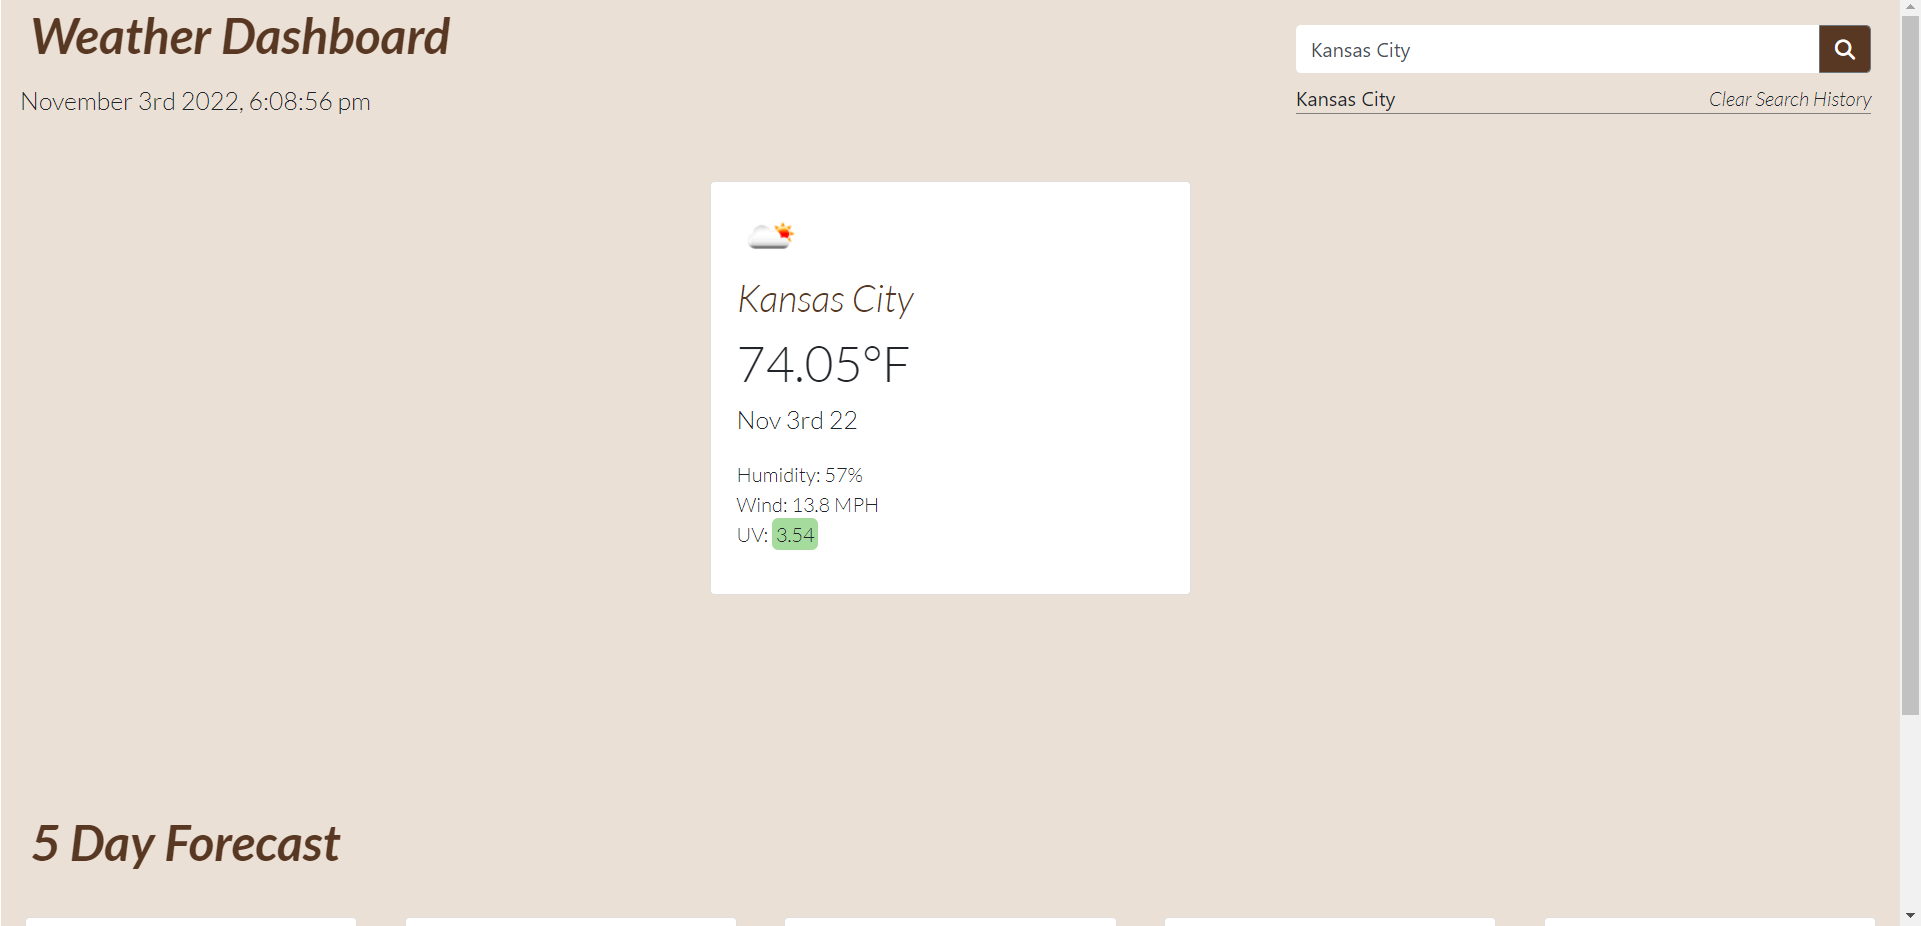 Weather Dashboard
November 3rd 2022, 6:08:56 pm
Kansas City
Kansas City
Clear Search History
Kansas City
74.05°F
Nov 3rd 22
Humidity: 57%
Wind: 13.8 MPH
UV: 3.54
5 Day Forecast